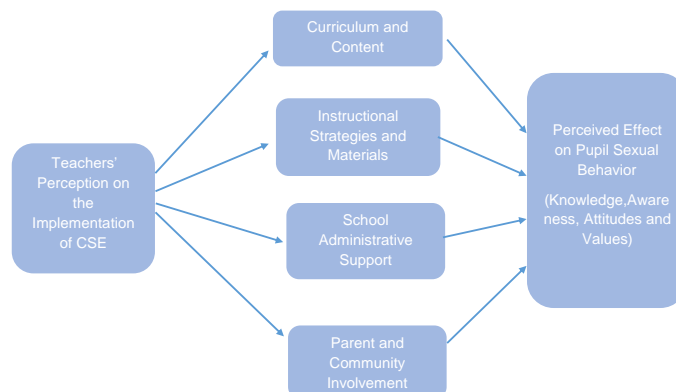 Curriculum and
Content
Instructional
Strategies and
Materials
Teachers’
Perception on
the
Implementation
of CSE
School
Administrative
Support
Parent and
Community
Involvement
Perceived Effect
on Pupil Sexual
Behavior
(Knowledge,Aware
ness, Attitudes and
Values)